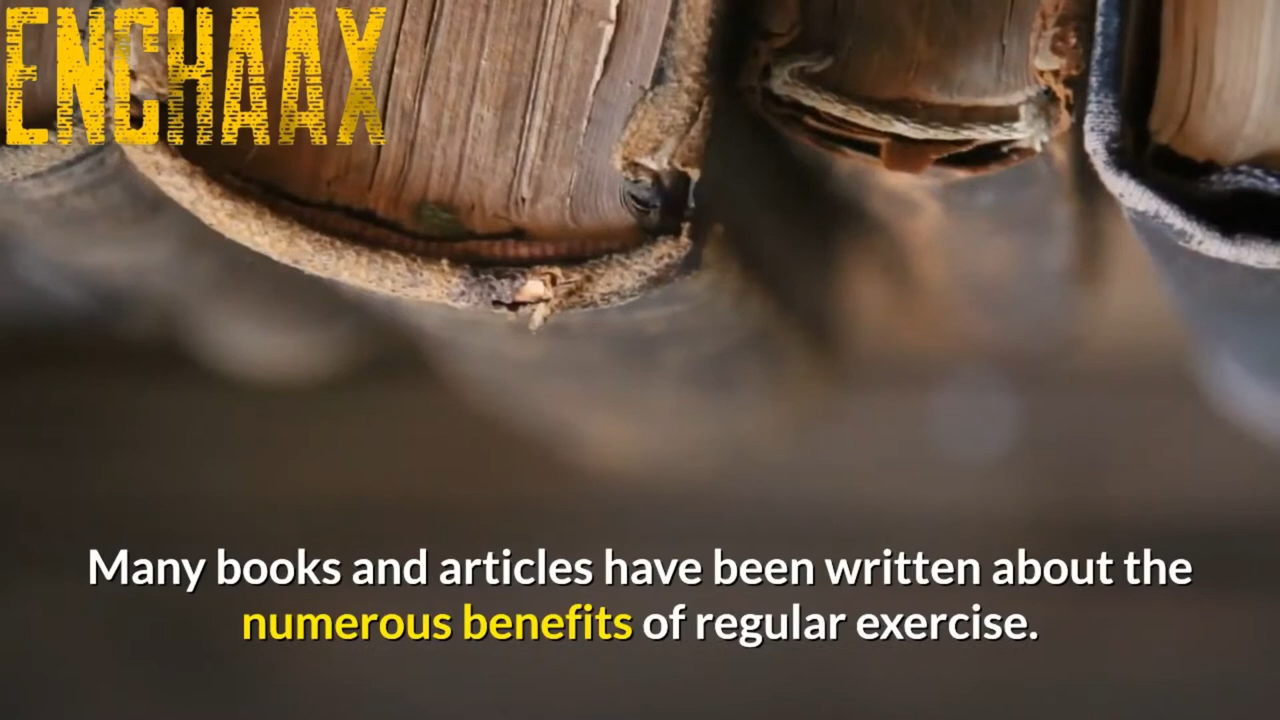 ENCHAAX
Many books and articles have been written about the
numerous benefits of regular exercise.